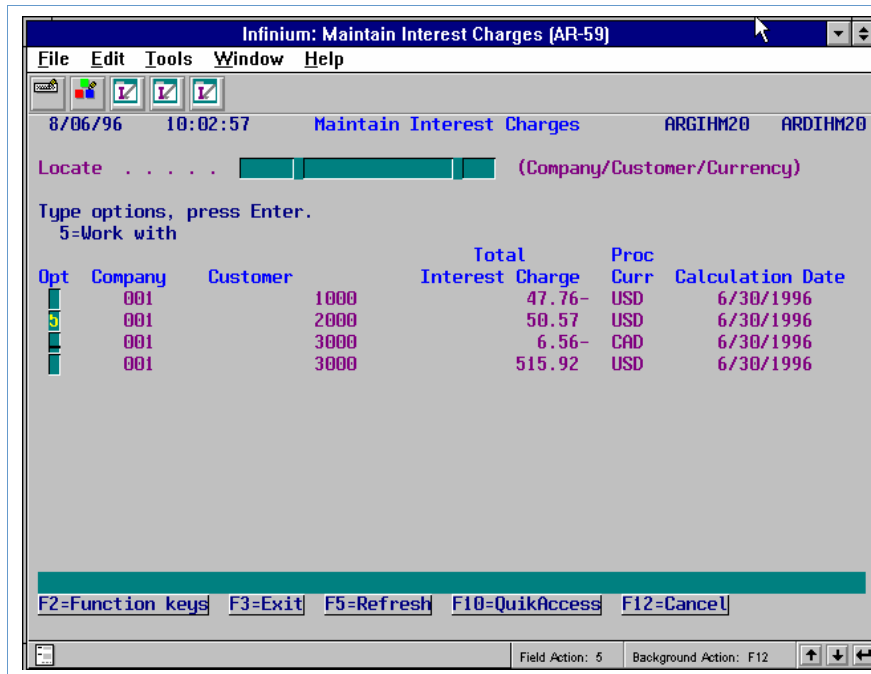 Infinium: Maintain Interest Charges (AR-59)
File Edit Tools Window Help
8/06/96 10:02:57 Maintain Interest Charges ARGIHM20 ARDIHM20
Locate . . . . . (Company/Customer/Currency)
Type options, press Enter.
5=Work with
Total Proc
Opt Company Customer Interest Charge Curr Calculation Date
001 1000 47.76- USD 6/30/1996
5 001 2000 50.57 USD 6/30/1996
001 3000 6.56- CAD 6/30/1996
001 3000 515.92 USD 6/30/1996
F2=Function keys F3=Exit F5=Refresh F10=QuikAccess F12=Cancel
Field Action: 5 Background Action: F12